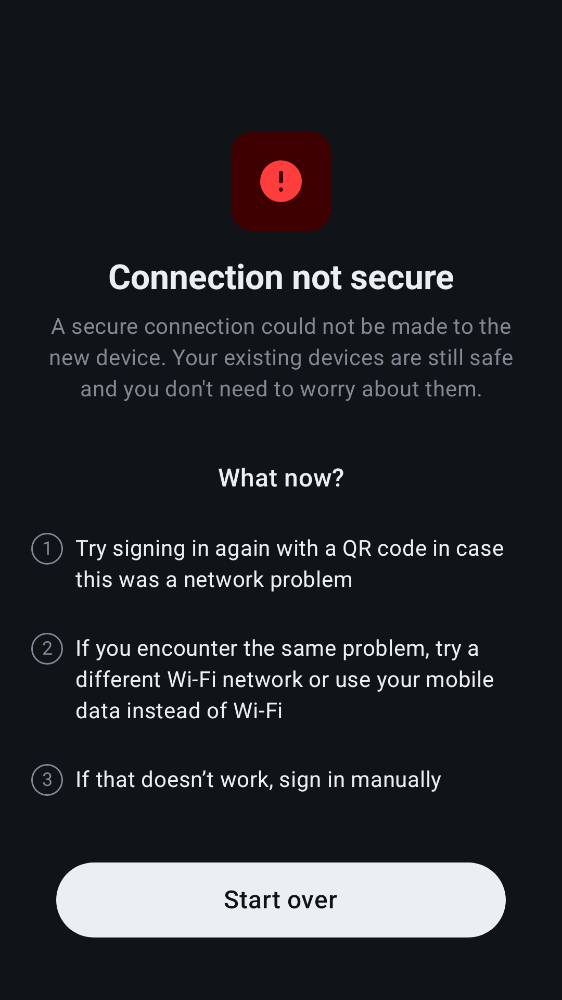 Connection not secure
A secure connection could not be made to the
new device. Your existing devices are still safe
and you don't need to worry about them.
What now?
1 Try signing in again with a QR code in case
this was a network problem
2 If you encounter the same problem, try a
different Wi-Fi network or use your mobile
data instead of Wi-Fi
3 If that doesn’t work, sign in manually
Start over